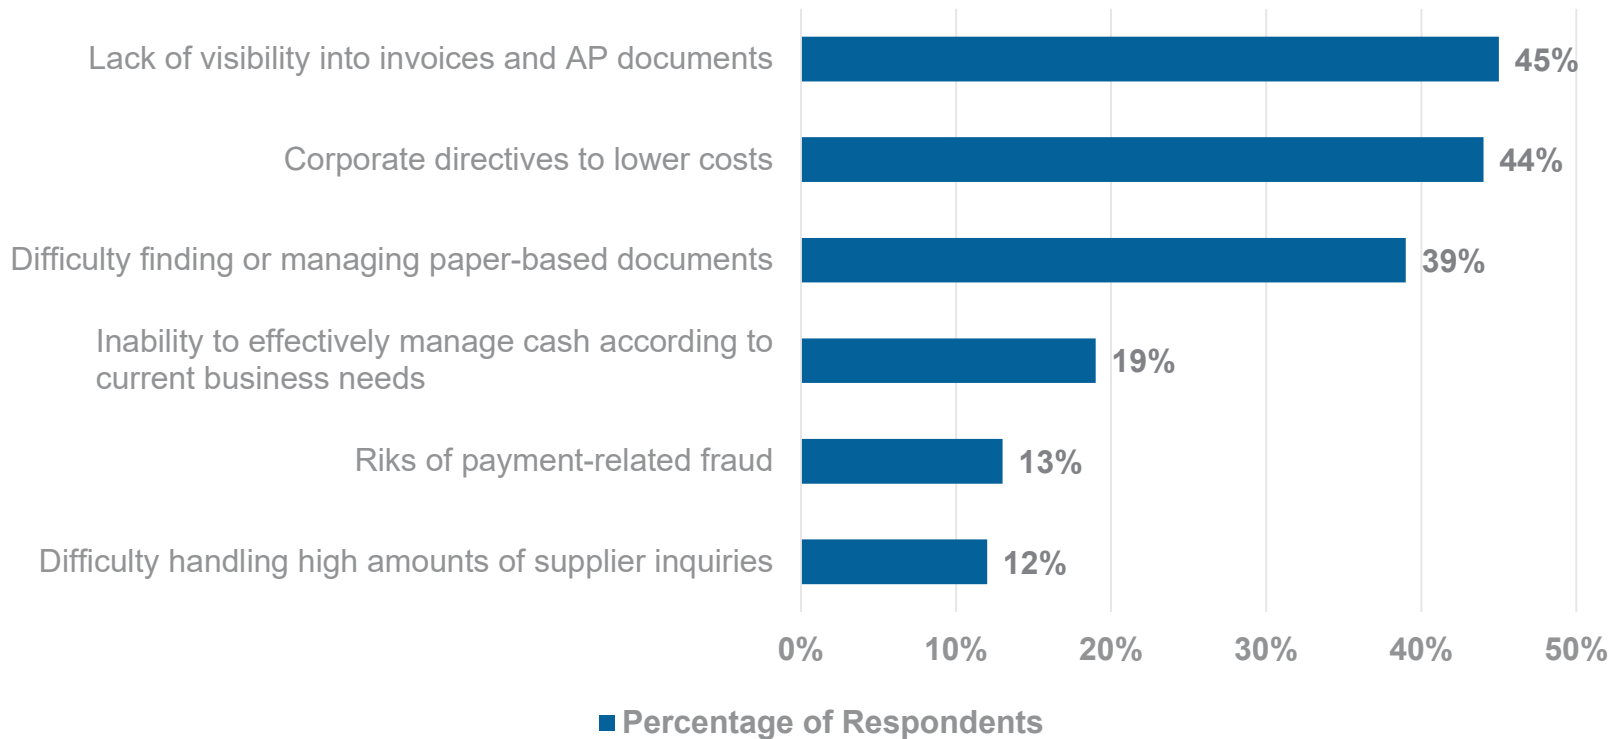 Lack of visibility into invoices and AP documents
45%
Corporate directives to lower costs
44%
Difficulty finding or managing paper-based documents
39%
Inability to effectively manage cash according to
current business needs
19%
Riks of payment-related fraud
13%
Difficulty handling high amounts of supplier inquiries
12%
0% 10% 20% 30% 40% 50%
Percentage of Respondents